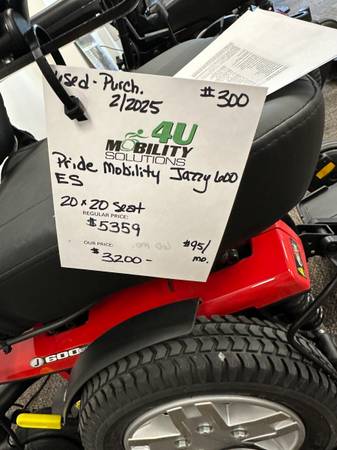 used - Purch.
2/2025
#300
4U
MOBILITY
SOLUTIONS
Pride Mobility Jazzy 600
ES
20 x 20 Seat
REGULAR PRICE:
$5359
OUR PRICE:
$3200-
$95/
mo.
J600